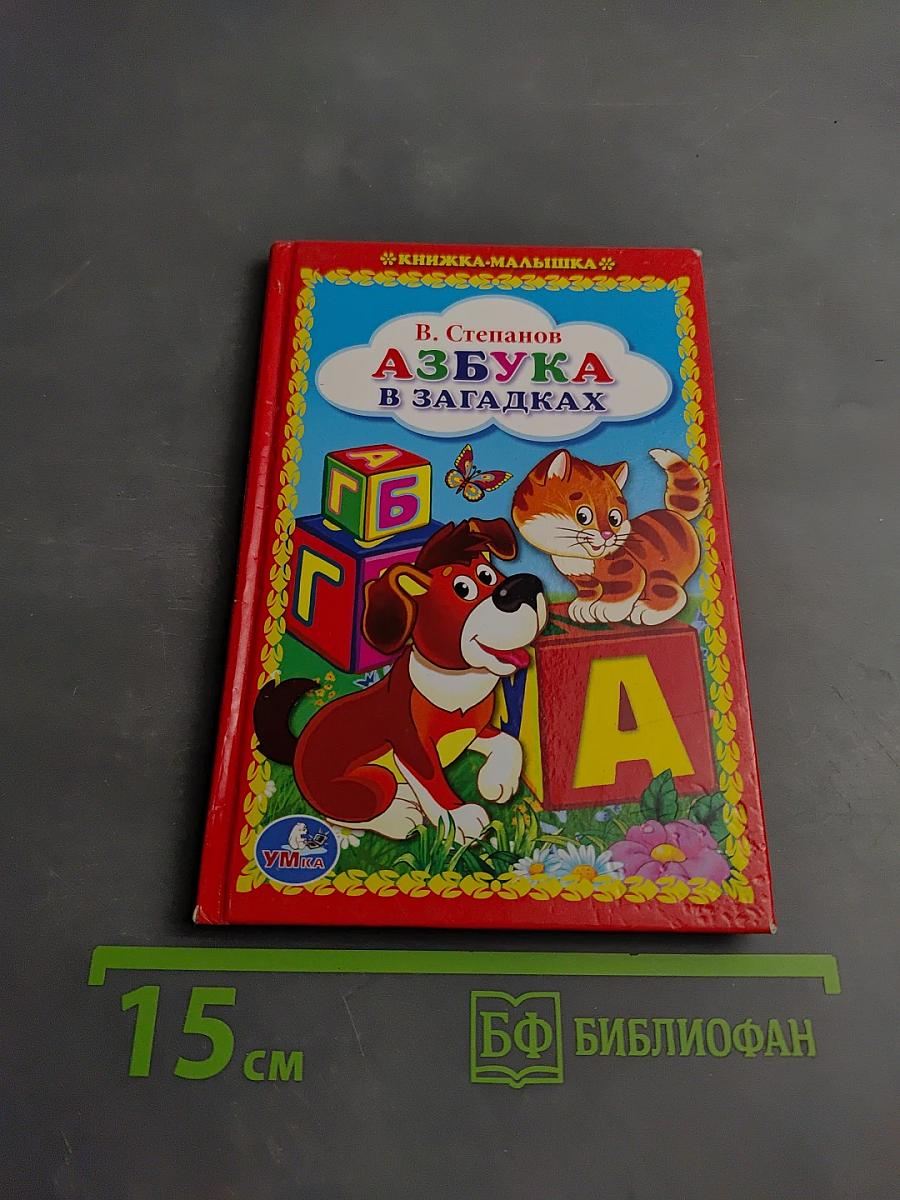 КНИЖКА-МАЛЫШКА
В. Степанов
АЗБУКА
В ЗАГАДКАХ
А
Г Б
Г
А
УМка
15 см
БФ БИБЛИОФАН